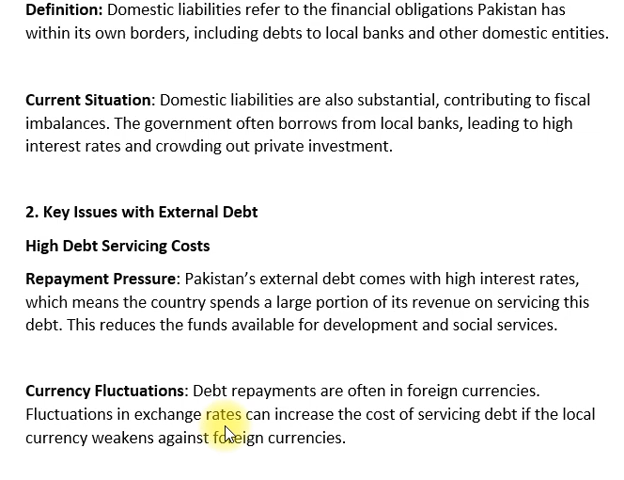 Definition: Domestic liabilities refer to the financial obligations Pakistan has
within its own borders, including debts to local banks and other domestic entities.
Current Situation: Domestic liabilities are also substantial, contributing to fiscal
imbalances. The government often borrows from local banks, leading to high
interest rates and crowding out private investment.
2. Key Issues with External Debt
High Debt Servicing Costs
Repayment Pressure: Pakistan’s external debt comes with high interest rates,
which means the country spends a large portion of its revenue on servicing this
debt. This reduces the funds available for development and social services.
Currency Fluctuations: Debt repayments are often in foreign currencies.
Fluctuations in exchange rates can increase the cost of servicing debt if the local
currency weakens against foreign currencies.